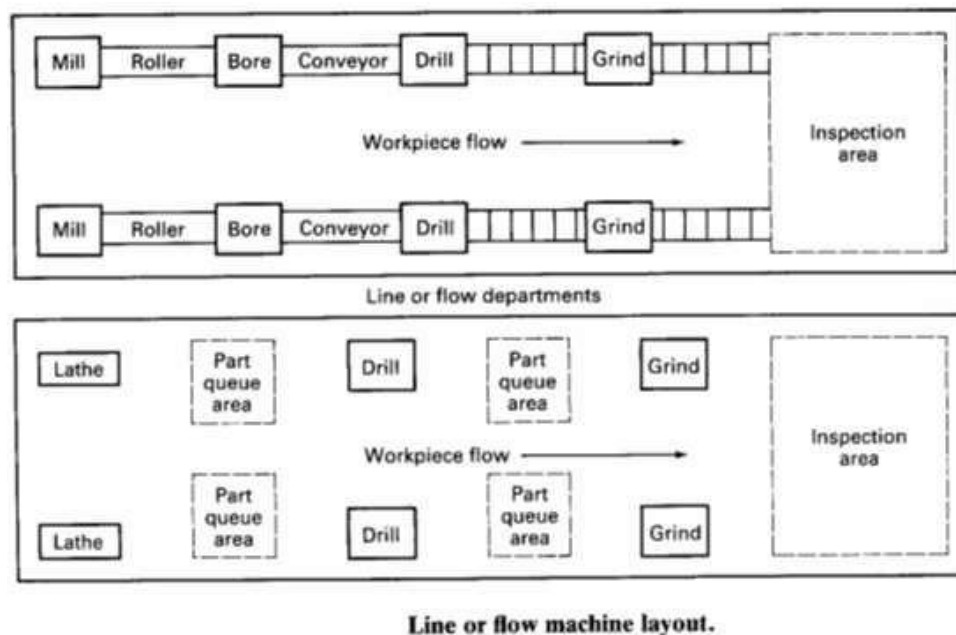 Mill Roller Bore Conveyor Drill Grind
Workpiece flow
Inspection
area
Mill Roller Bore Conveyor Drill Grind
Line or flow departments
Lathe
Part
queue
area
Drill
Part
queue
area
Grind
Workpiece flow
Inspection
area
Lathe
Part
queue
area
Drill
Part
queue
area
Grind
Line or flow machine layout.